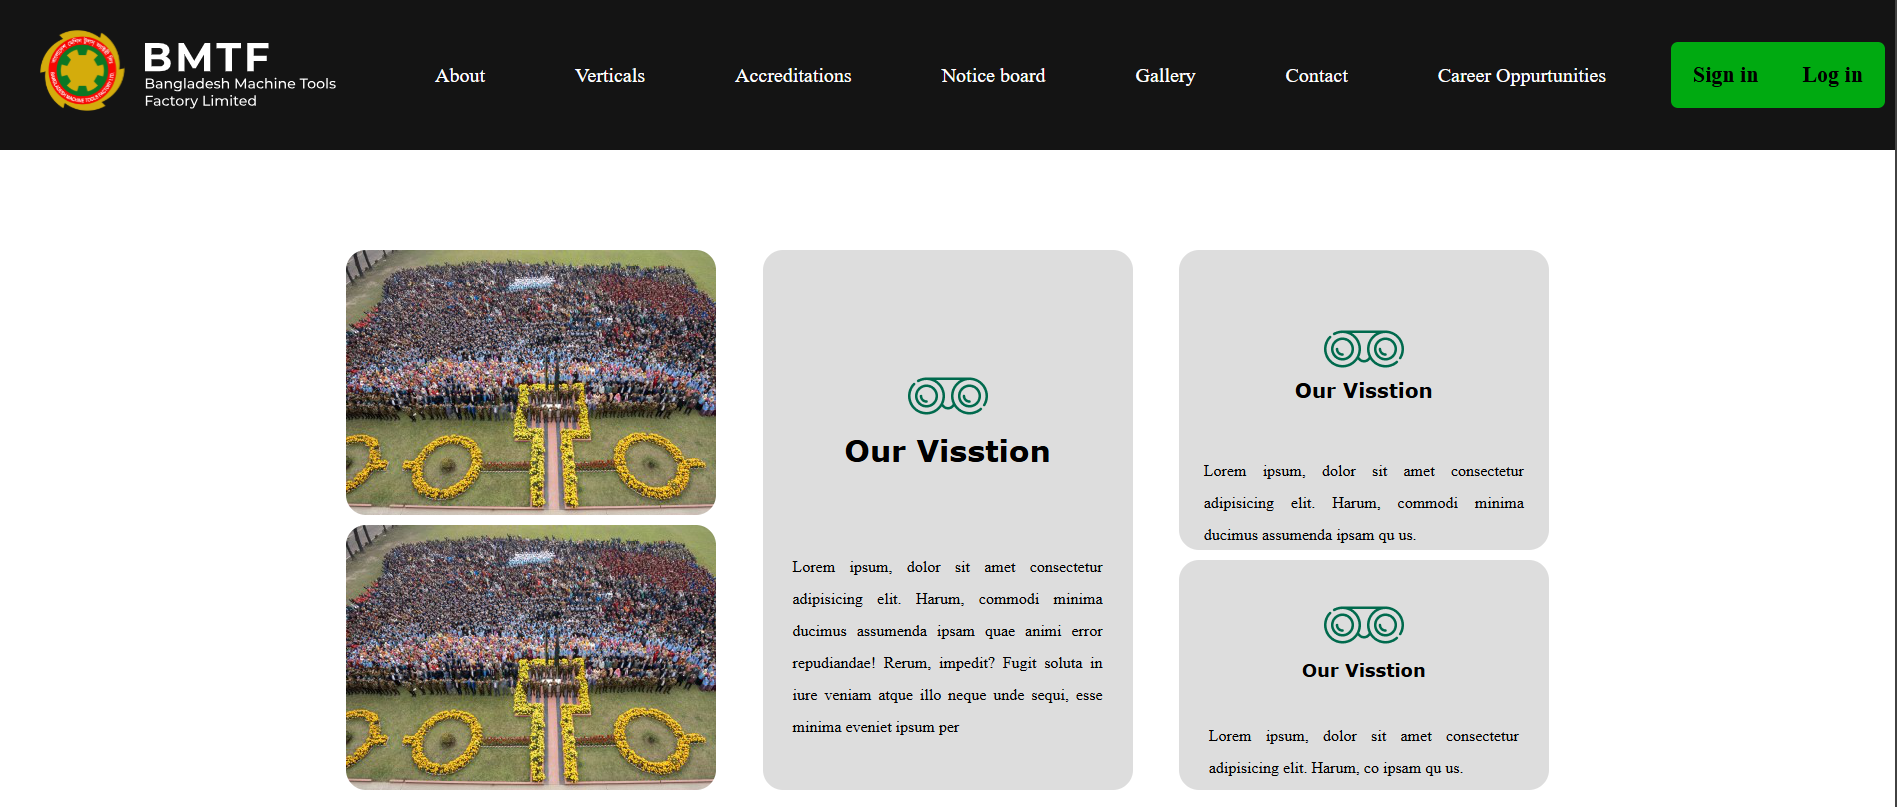 BMTF
Bangladesh Machine Tools
Factory Limited
About
Verticals
Accreditations
Notice board
Gallery
Contact
Career Oppurtunities
Sign in
Log in
Our Visstion
Lorem ipsum, dolor sit amet consectetur
adipisicing elit. Harum, commodi minima
ducimus assumenda ipsam quae animi error
repudiandae! Rerum, impedit? Fugit soluta in
iure veniam atque illo neque unde sequi, esse
minima eveniet ipsum per
Our Visstion
Lorem ipsum, dolor sit amet consectetur
adipisicing elit. Harum, commodi minima
ducimus assumenda ipsam qu us.
Our Visstion
Lorem ipsum, dolor sit amet consectetur
adipisicing elit. Harum, co ipsam qu us.